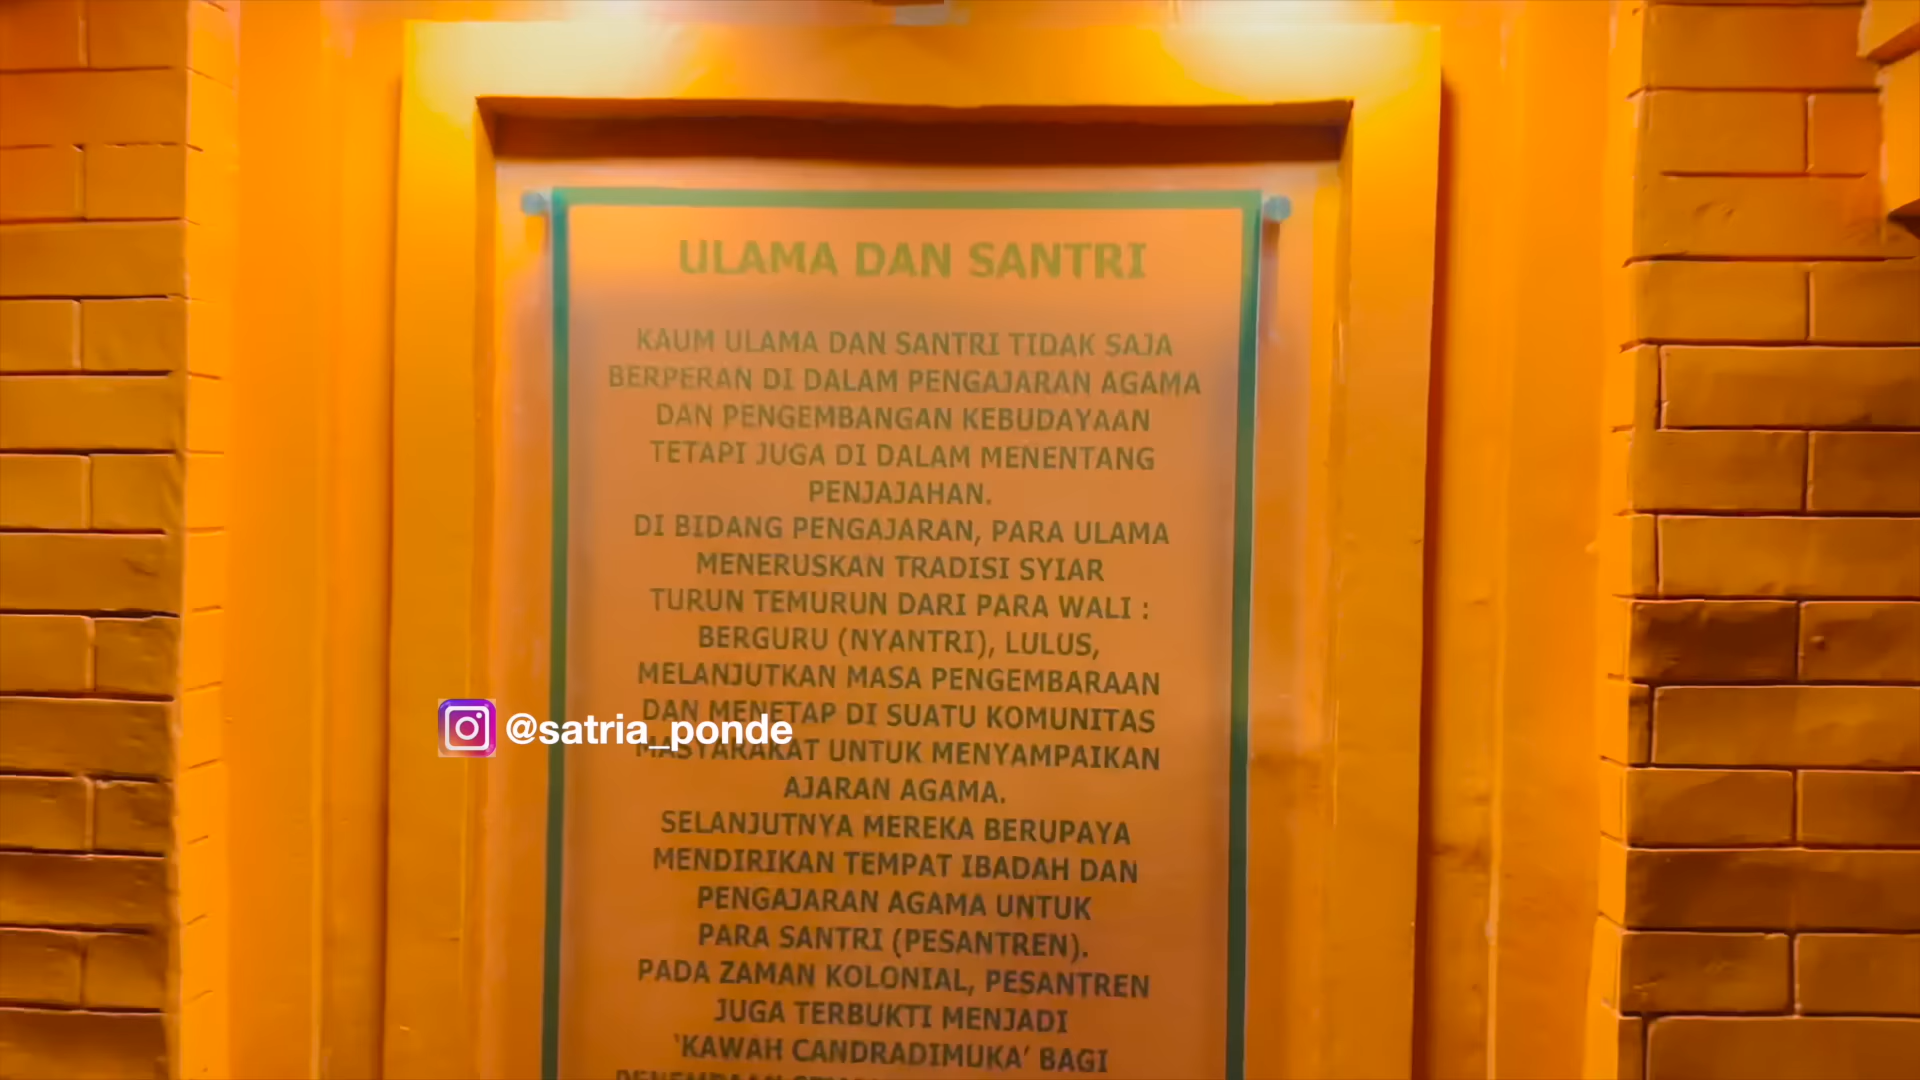 ULAMA DAN SANTRI
KAUM ULAMA DAN SANTRI TIDAK SAJA
BERPERAN DI DALAM PENGAJARAN AGAMA
DAN PENGEMBANGAN KEBUDAYAAN
TETAPI JUGA DI DALAM MENENTANG
PENJAJAHAN.
DI BIDANG PENGAJARAN, PARA ULAMA
MENERUSKAN TRADISI SYIAR
TURUN TEMURUN DARI PARA WALI :
BERGURU (NYANTRI), LULUS,
MELANJUTKAN MASA PENGEMBARAAN
DAN MENETAP DI SUATU KOMUNITAS
@satria_ponde
MASYARAKAT UNTUK MENYAMPAIKAN
AJARAN AGAMA.
SELANJUTNYA MEREKA BERUPAYA
MENDIRIKAN TEMPAT IBADAH DAN
PENGAJARAN AGAMA UNTUK
PARA SANTRI (PESANTREN).
PADA ZAMAN KOLONIAL, PESANTREN
JUGA TERBUKTI MENJADI
'KAWAH CANDRADIMUKA' BAGI